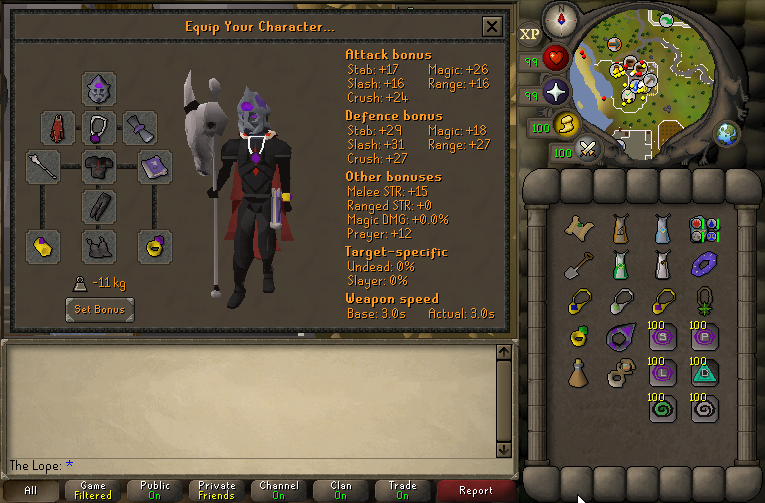 Equip Your Character...
Attack bonus
Stab: +17 Magic: +26
Slash: +16 Range: +16
Crush: +24
Defence bonus
Stab: +29 Magic: +18
Slash: +31 Range: +27
Crush: +27
Other bonuses
Melee STR: +15
Ranged STR: +0
Magic DMG: +0.0%
Prayer: +12
Target-specific
Undead: 0%
Slayer: 0%
Weapon speed
Base: 3.0s Actual: 3.0s
-11 kg
Set Bonus
XP
99
99
100
100
100 100
S P
100 100
L
100 100
The Lope: *
All
Game
Filtered
Public
On
Private
Friends
Channel
On
Clan
On
Trade
On
Report